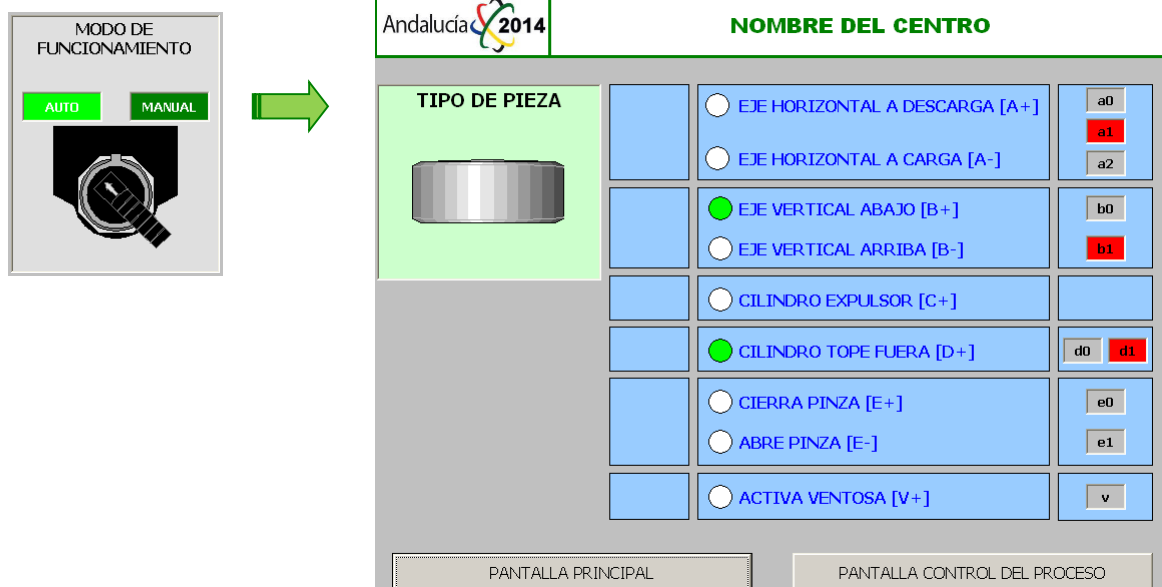 MODO DE
FUNCIONAMIENTO
AUTO
MANUAL
Andalucía 2014
NOMBRE DEL CENTRO
TIPO DE PIEZA
EJE HORIZONTAL A DESCARGA [A+]
EJE HORIZONTAL A CARGA [A-]
a0
a1
a2
EJE VERTICAL ABAJO [B+]
b0
EJE VERTICAL ARRIBA [B-]
b1
CILINDRO EXPULSOR [C+]
CILINDRO TOPE FUERA [D+]
d0 d1
CIERRA PINZA [E+]
e0
ABRE PINZA [E-]
e1
ACTIVA VENTOSA [V+]
v
PANTALLA PRINCIPAL
PANTALLA CONTROL DEL PROCESO